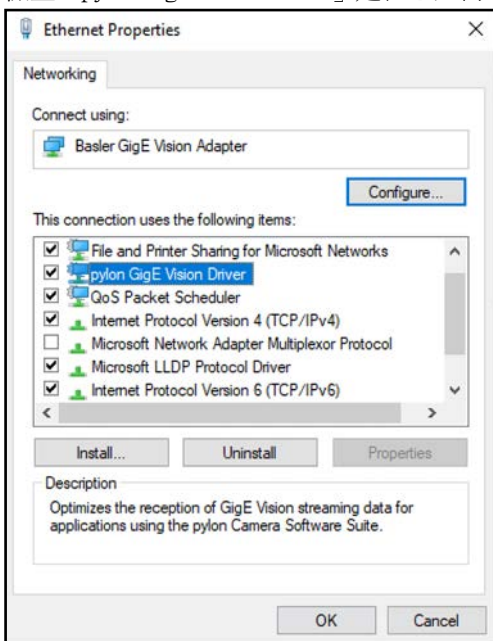 Ethernet Properties
Networking
Connect using:
Basler GigE Vision Adapter
Configure...
This connection uses the following items:
File and Printer Sharing for Microsoft Networks
pylon GigE Vision Driver
QoS Packet Scheduler
Internet Protocol Version 4 (TCP/IPv4)
Microsoft Network Adapter Multiplexor Protocol
Microsoft LLDP Protocol Driver
Internet Protocol Version 6 (TCP/IPv6)
Install...
Uninstall
Properties
Description
Optimizes the reception of GigE Vision streaming data for
applications using the pylon Camera Software Suite.
OK
Cancel